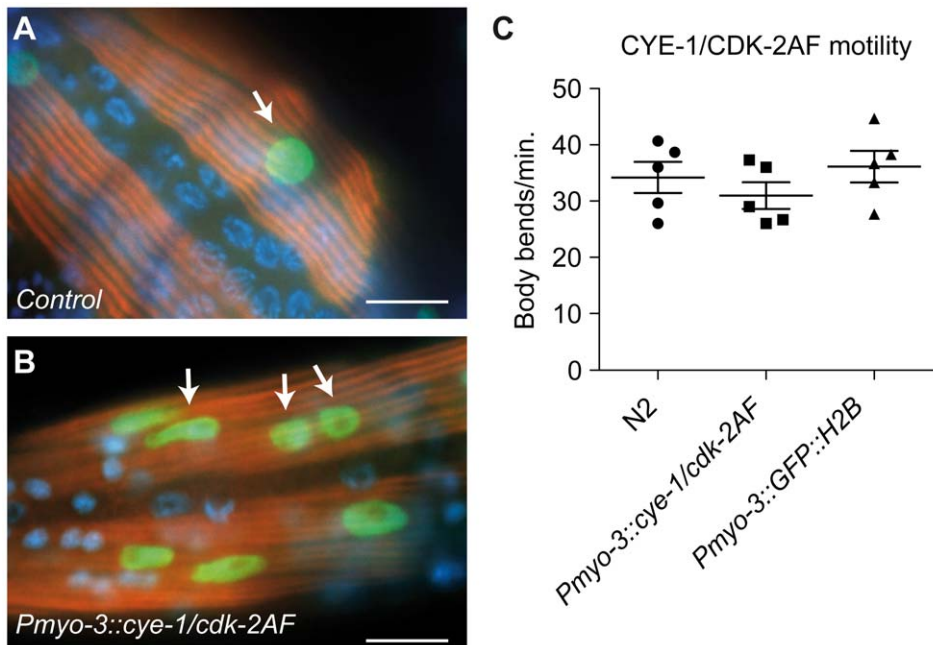 A
Control
B
Pmyo-3::cye-1/cdk-2AF
C
CYE-1/CDK-2AF motility
Body bends/min.
50
40
30
20
10
0
N2
Pmyo-3::cye-1/cdk-2AF
Pmyo-3::GFP::H2B